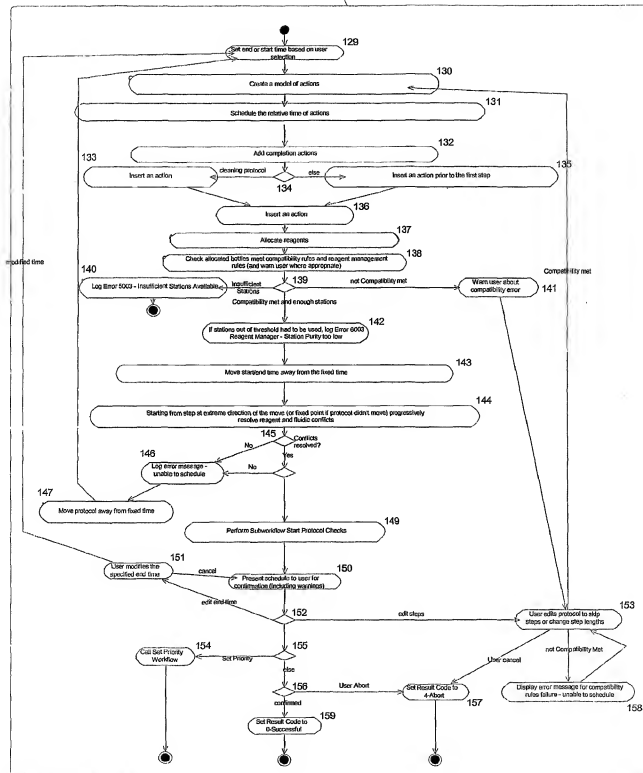 129
Set end or start time based on user
selection
130
Create a model of actions
131
Schedule the relative time of actions
132
Add completion actions
133
Insert an action
cleaning protocol
134
else
135
Insert an action prior to the first step
136
Insert an action
137
Allocate reagents
138
Check allocated bottles meet compatibility rules and reagent management
rules (and warn user where appropriate)
modified time
Compatibility met
140
Log Error 5003 - Insufficient Stations Available
Insufficient
Stations
139
not Compatibility met
Warn user about
compatibility error
141
Compatibility met and enough stations
142
If stations out of threshold had to be used, log Error 6003
Reagent Manager - Station Purity too low
143
Move start/end time away from the fixed time
144
Starting from step at extreme direction of the move (or fixed point if protocol didn't move) progressively
resolve reagent and fluidic conflicts
145
Conflicts
resolved?
No
Yes
146
Log error message -
unable to schedule
No
147
Move protocol away from fixed time
149
Perform Subworkflow Start Protocol Checks
150
Present schedule to user for
confirmation (including warnings)
151
User modifies the
specified end time
cancel
edit end time
152
edit steps
153
User edits protocol to skip
steps or change step lengths
154
Call Set Priority
Workflow
Set Priority
155
else
User cancel
not Compatibility Met
156
User Abort
Set Result Code to
4-Abort
157
Display error message for compatibility
rules failure - unable to schedule
158
confirmed
Set Result Code to
0-Successful
159